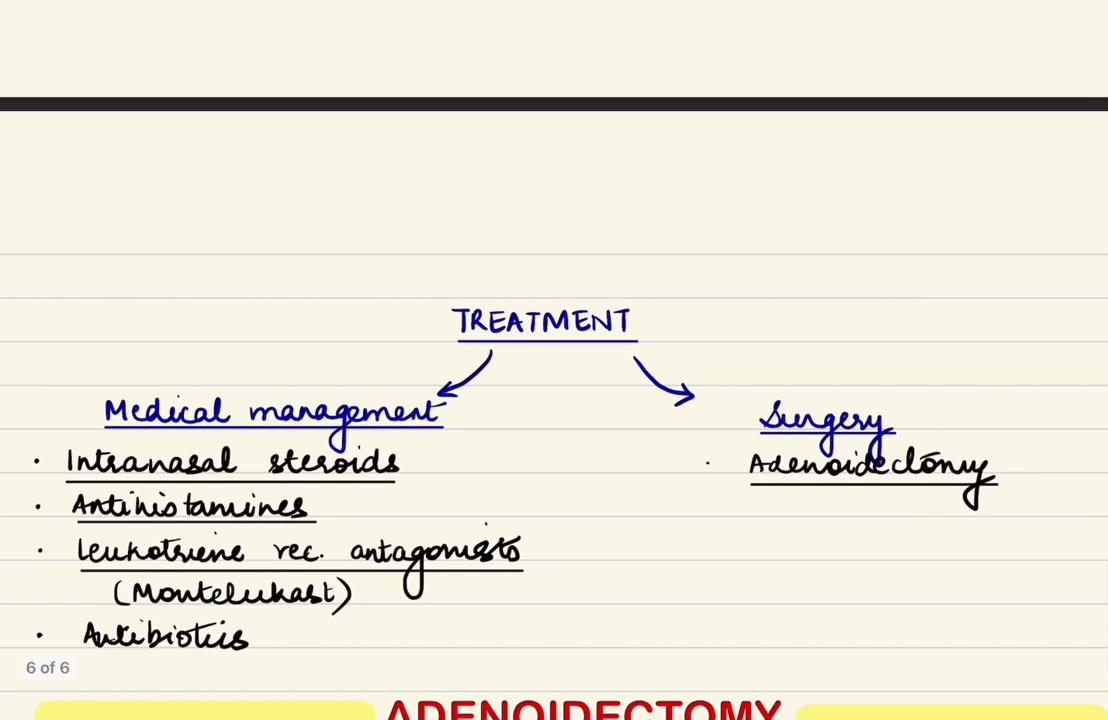 TREATMENT
Medical management
Surgery
· Intranasal steroids
· Adenoidectomy
· Antihistamines
· Leukotriene rec. antagonists
(Montelukast)
· Antibiotics
6 of 6
ADENOIDECTOMY